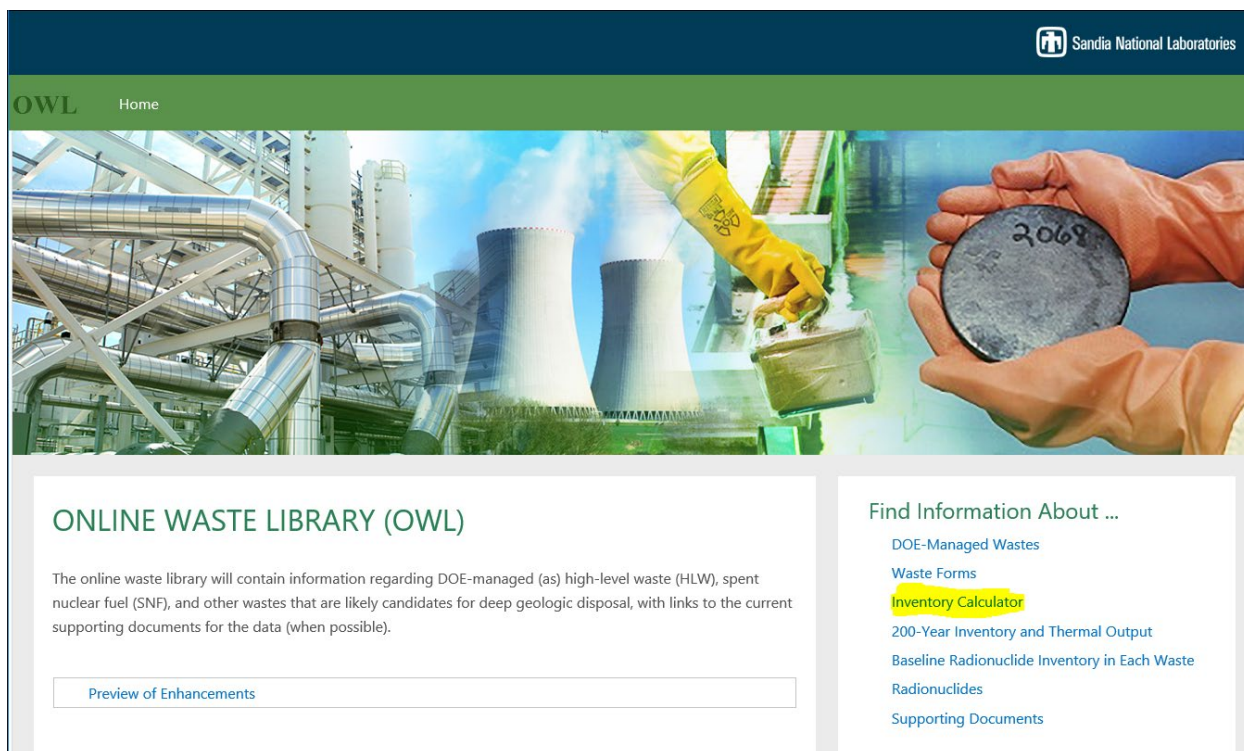 Sandia National Laboratories
OWL Home
2068
ONLINE WASTE LIBRARY (OWL)
The online waste library will contain information regarding DOE-managed (as) high-level waste (HLW), spent
nuclear fuel (SNF), and other wastes that are likely candidates for deep geologic disposal, with links to the current
supporting documents for the data (when possible).
Preview of Enhancements
Find Information About ...
DOE-Managed Wastes
Waste Forms
Inventory Calculator
200-Year Inventory and Thermal Output
Baseline Radionuclide Inventory in Each Waste
Radionuclides
Supporting Documents